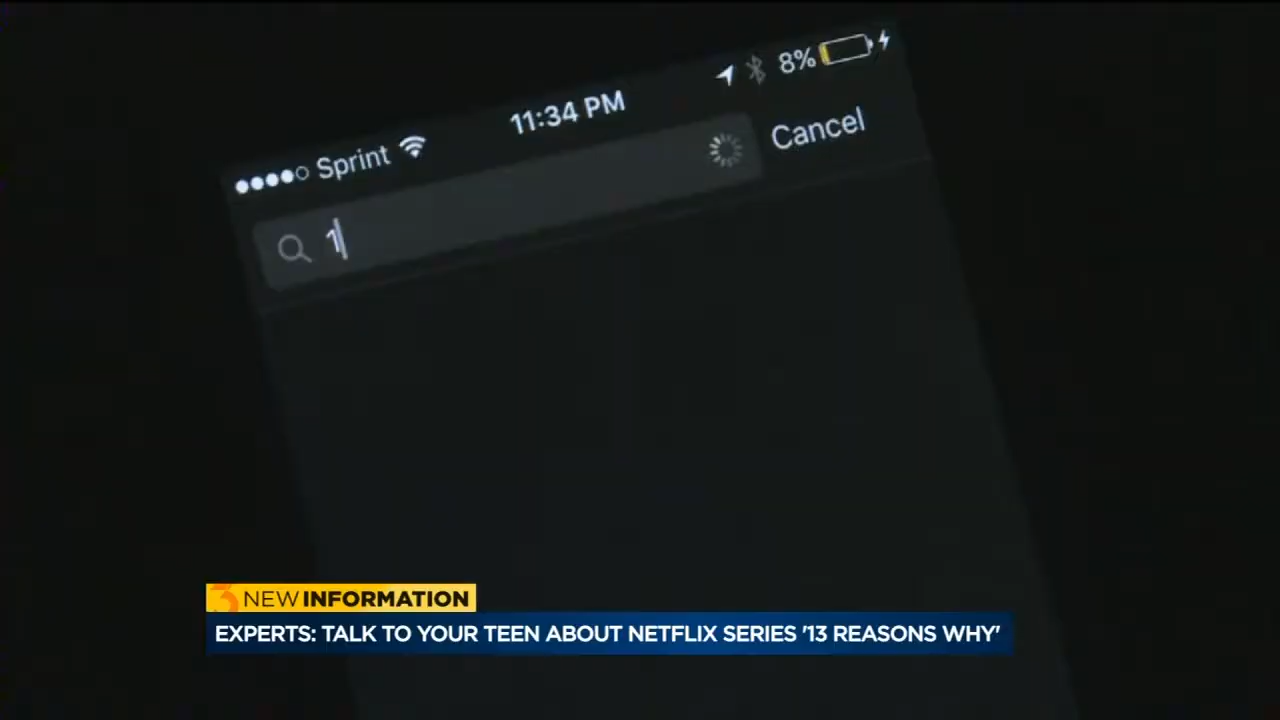 11:34 PM
8%
Sprint
Cancel
1
3 NEW INFORMATION
EXPERTS: TALK TO YOUR TEEN ABOUT NETFLIX SERIES '13 REASONS WHY'